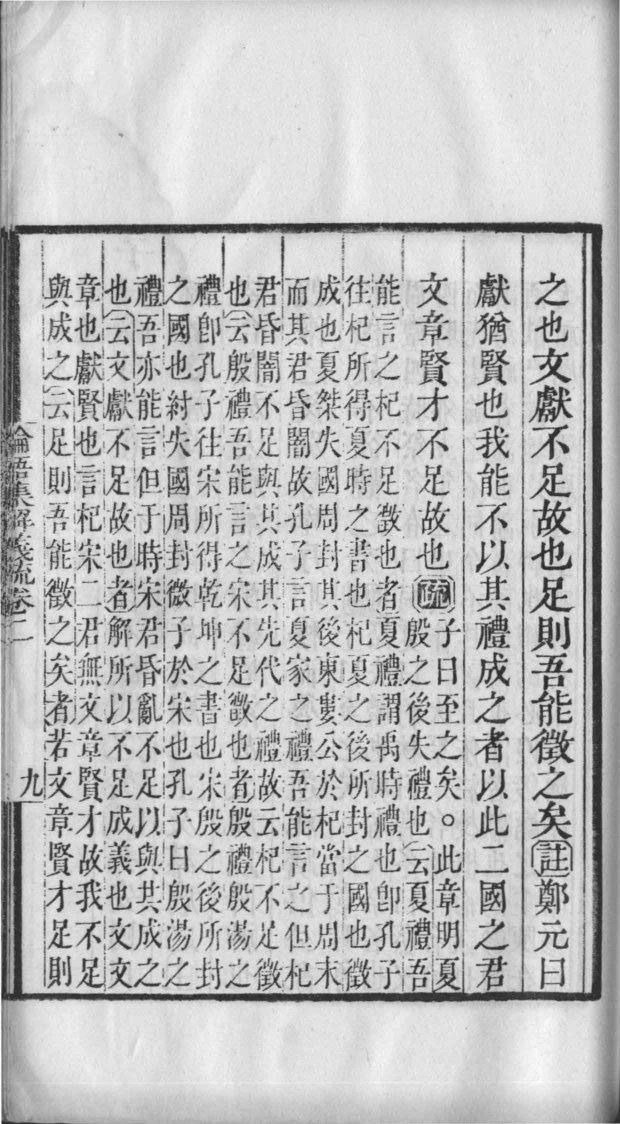 之也文獻不足故也足則吾能徵之矣註鄭元曰
獻猶賢也我能不以其禮成之者以此二國之君
文章賢才不足故也疏子曰至之矣。此章明夏
殷之後失禮也云夏禮吾
能言之杞不足徵也者夏禮謂禹時禮也卽孔子
往杞所得夏時之書也杞夏之後所封之國也徵
成也夏桀失國周封其後東婁公於杞當于周末
而其君昏闇故孔子言夏家之禮吾能言之但杞
君昏闇不足與共成其先代之禮故云杞不足徵
也云殷禮吾能言之宋不足徵也者殷禮殷湯之
禮卽孔子往宋所得乾坤之書也宋殷之後所封
之國也紂失國周封微子於宋也孔子曰殷湯之
禮吾亦能言但于時宋君昏亂不足以與共成之
也云文獻不足故也者解所以不足成義也文文
章也獻賢也言杞宋二君無文章賢才故我不足
與成之云足則吾能徵之矣者若文章賢才足則
論語集解義疏卷二
九